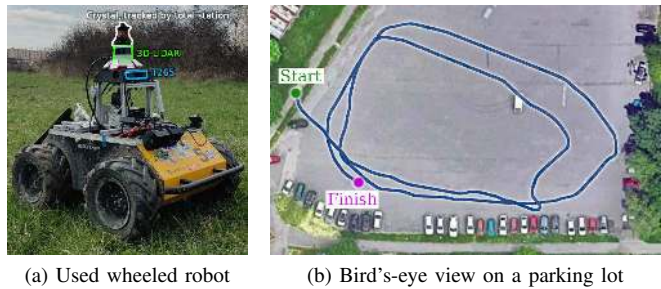 Crystal, tracked by total station
3D LiDAR
T265
Start
Finish
(a) Used wheeled robot
(b) Bird's-eye view on a parking lot